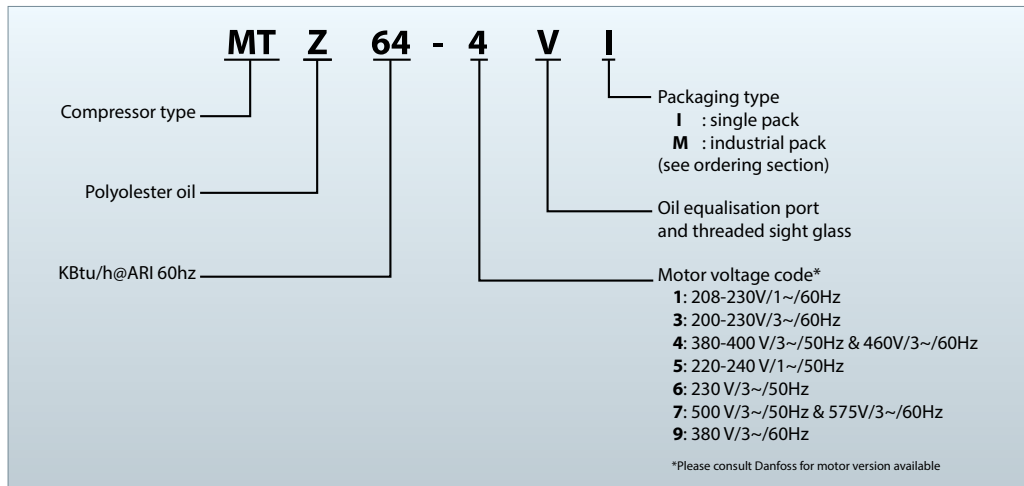 MT Z 64 - 4 V I
Compressor type
Polyolester oil
KBtu/h@ARI 60hz
Packaging type
I : single pack
M : industrial pack
(see ordering section)
Oil equalisation port
and threaded sight glass
Motor voltage code*
1: 208-230V/1~/60Hz
3: 200-230V/3~/60Hz
4: 380-400 V/3~/50Hz & 460V/3~/60Hz
5: 220-240 V/1~/50Hz
6: 230 V/3~/50Hz
7: 500 V/3~/50Hz & 575V/3~/60Hz
9: 380 V/3~/60Hz
*Please consult Danfoss for motor version available